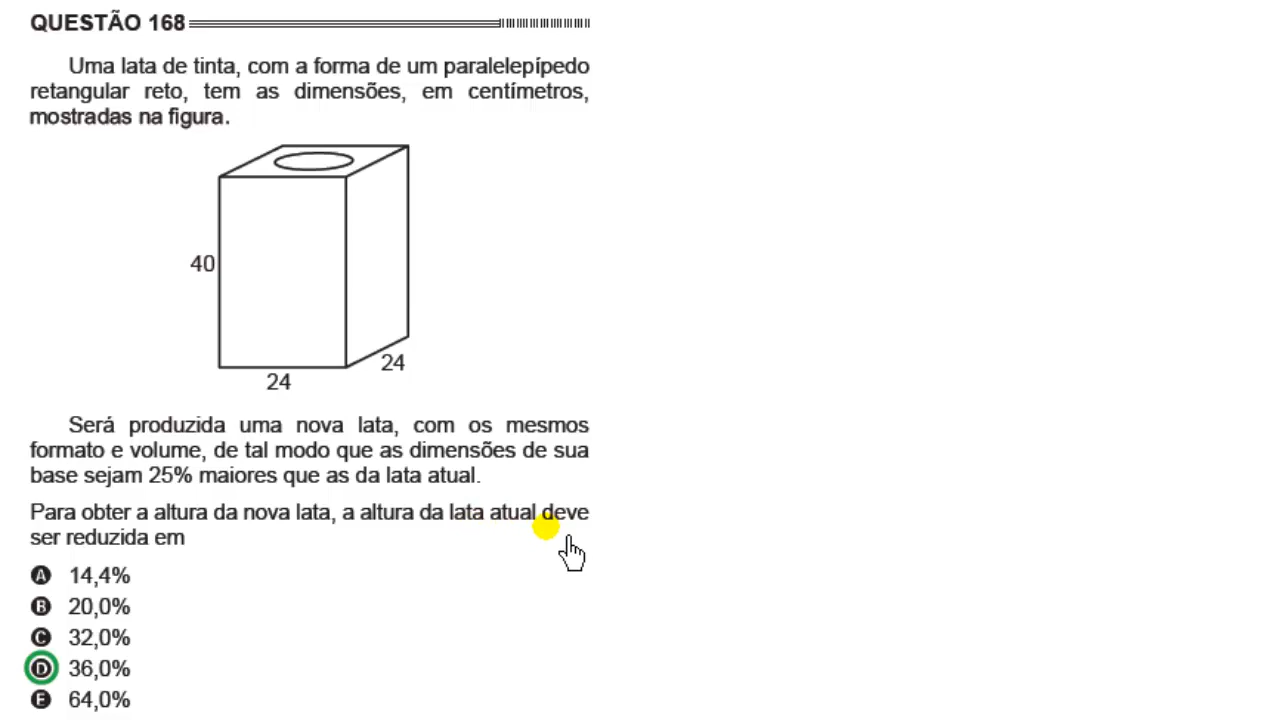 QUESTÃO 168
Uma lata de tinta, com a forma de um paralelepípedo
retangular reto, tem as dimensões, em centímetros,
mostradas na figura.
40
24
24
Será produzida uma nova lata, com os mesmos
formato e volume, de tal modo que as dimensões de sua
base sejam 25% maiores que as da lata atual.
Para obter a altura da nova lata, a altura da lata atual deve
ser reduzida em
A 14,4%
B 20,0%
C 32,0%
D 36,0%
E 64,0%